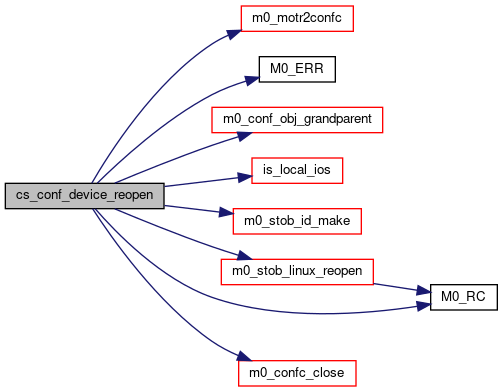 m0_motr2confc
M0_ERR
m0_conf_obj_grandparent
is_local_ios
cs_conf_device_reopen
m0_stob_id_make
m0_stob_linux_reopen
M0_RC
m0_confc_close